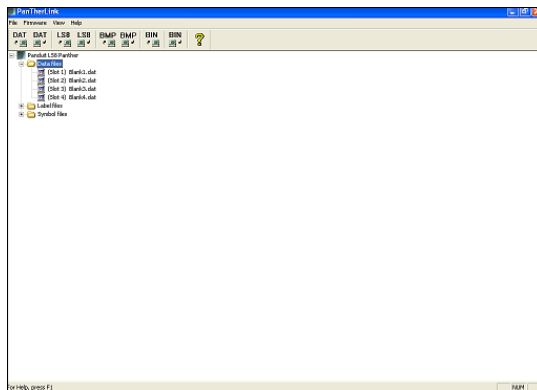 PanTherLink
File Firmware View Help
DAT DAT LS8 LS8 BMP BMP BIN BIN
Panduit LS8 Panther
Data files
(Slot 1) Blank1.dat
(Slot 2) Blank2.dat
(Slot 3) Blank3.dat
(Slot 4) Blank4.dat
Label files
Symbol files
For Help, press F1 NUM